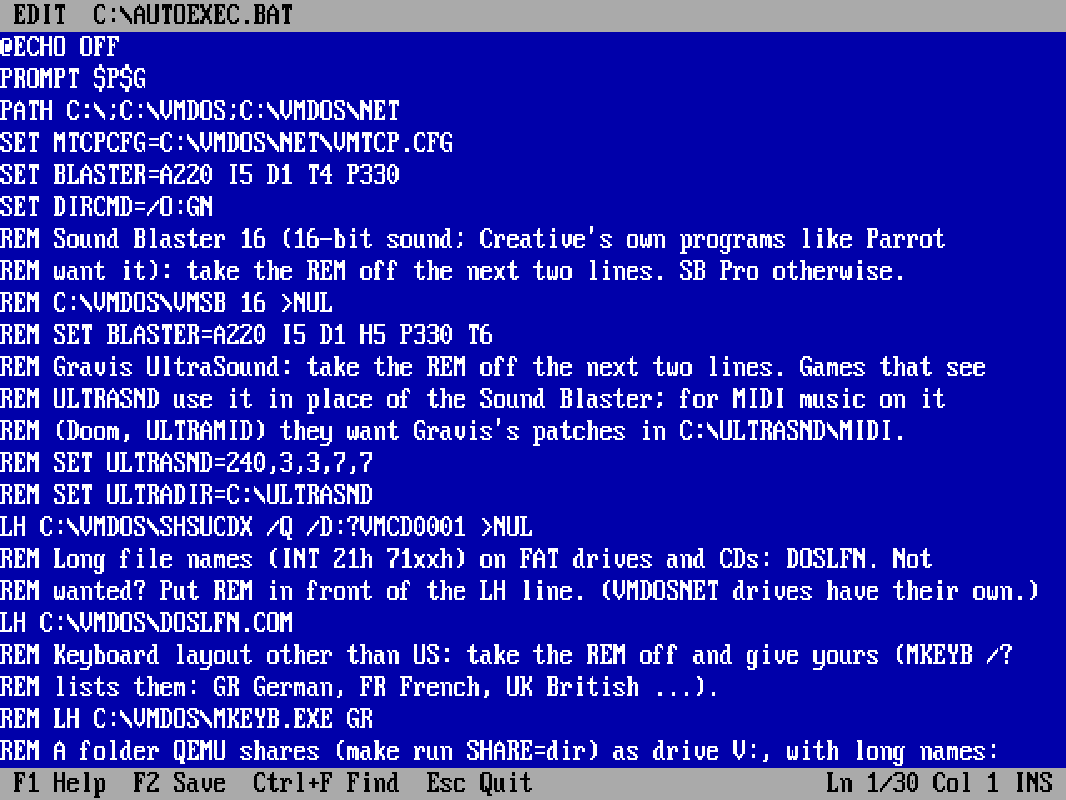 EDIT  C:\AUTOEXEC.BAT
@ECHO OFF
PROMPT $P$G
PATH C:\;C:\VMDOS;C:\VMDOS\NET
SET MTCPCFG=C:\VMDOS\NET\VMTCP.CFG
SET BLASTER=A220 I5 D1 T4 P330
SET DIRCMD=/O:GN
REM Sound Blaster 16 (16-bit sound; Creative's own programs like Parrot
REM want it): take the REM off the next two lines. SB Pro otherwise.
REM C:\VMDOS\VMSB 16 >NUL
REM SET BLASTER=A220 I5 D1 H5 P330 T6
REM Gravis UltraSound: take the REM off the next two lines. Games that see
REM ULTRASND use it in place of the Sound Blaster; for MIDI music on it
REM (Doom, ULTRAMID) they want Gravis's patches in C:\ULTRASND\MIDI.
REM SET ULTRASND=240,3,3,7,7
REM SET ULTRADIR=C:\ULTRASND
LH C:\VMDOS\SHSUCDX /Q /D:?VMCD0001 >NUL
REM Long file names (INT 21h 71xxh) on FAT drives and CDs: DOSLFN. Not
REM wanted? Put REM in front of the LH line. (VMDOSNET drives have their own.)
LH C:\VMDOS\DOSLFN.COM
REM Keyboard layout other than US: take the REM off and give yours (MKEYB /?
REM lists them: GR German, FR French, UK British ...).
REM LH C:\VMDOS\MKEYB.EXE GR
REM A folder QEMU shares (make run SHARE=dir) as drive V:, with long names:
F1 Help  F2 Save  Ctrl+F Find  Esc Quit  Ln 1/30 Col 1 INS